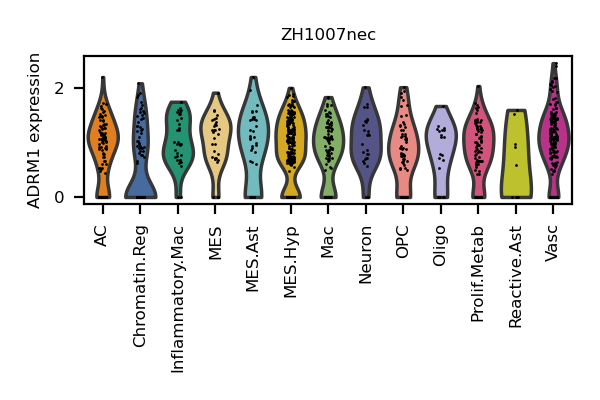 ZH1007nec
ADRM1 expression
2
0
AC
Chromatin.Reg
Inflammatory.Mac
MES
MES.Ast
MES.Hyp
Mac
Neuron
OPC
Oligo
Prolif.Metab
Reactive.Ast
Vasc